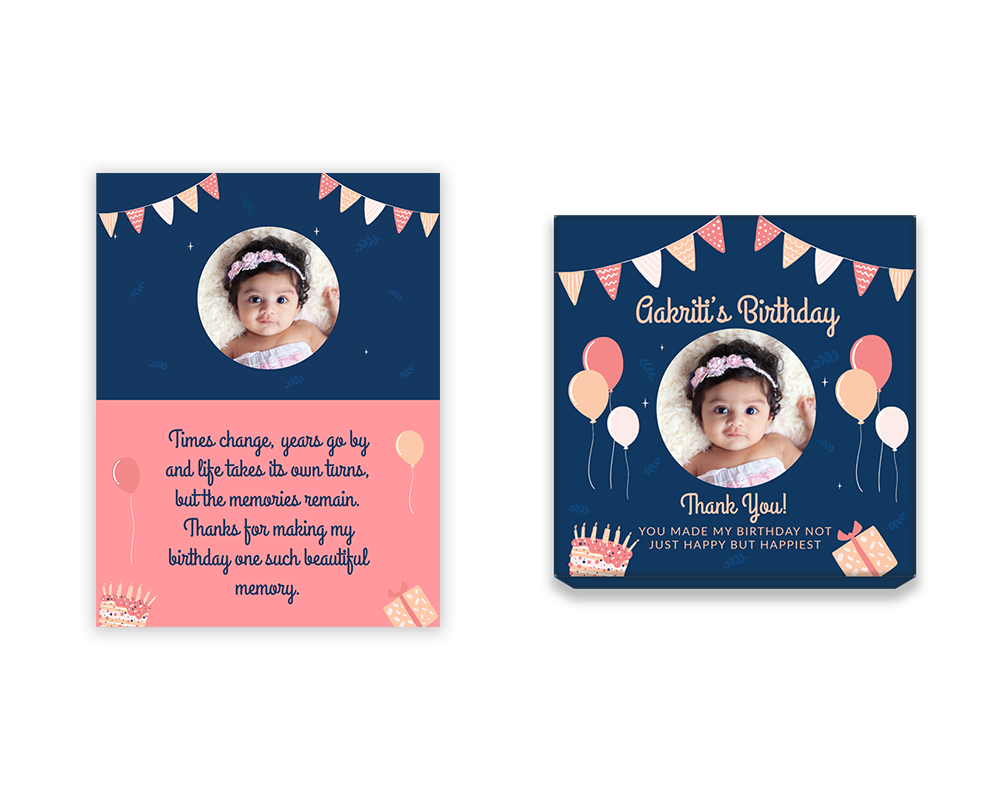 Times change, years go by
and life takes its own turns,
but the memories remain.
Thanks for making my
birthday one such beautiful
memory.
Aakriti's Birthday
Thank You!
YOU MADE MY BIRTHDAY NOT
JUST HAPPY BUT HAPPIEST